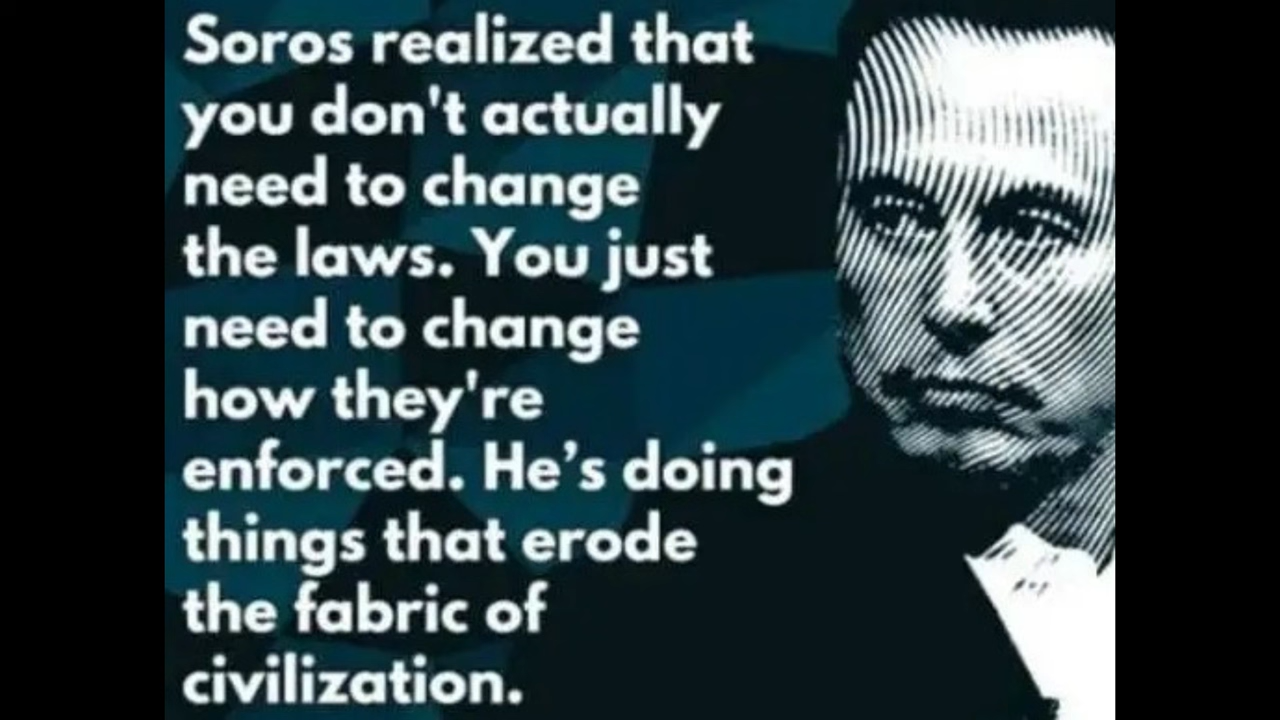 Soros realized that
you don't actually
need to change
the laws. You just
need to change
how they're
enforced. He’s doing
things that erode
the fabric of
civilization.